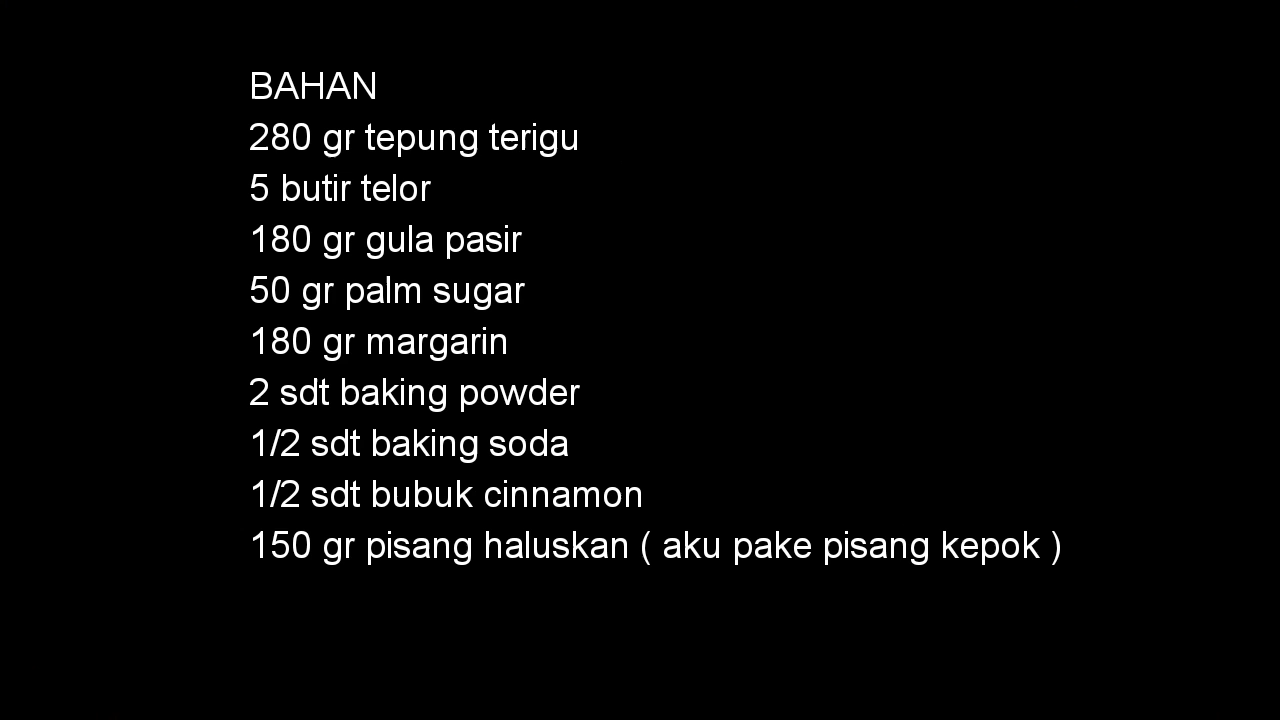 BAHAN
280 gr tepung terigu
5 butir telor
180 gr gula pasir
50 gr palm sugar
180 gr margarin
2 sdt baking powder
1/2 sdt baking soda
1/2 sdt bubuk cinnamon
150 gr pisang haluskan ( aku pake pisang kepok )